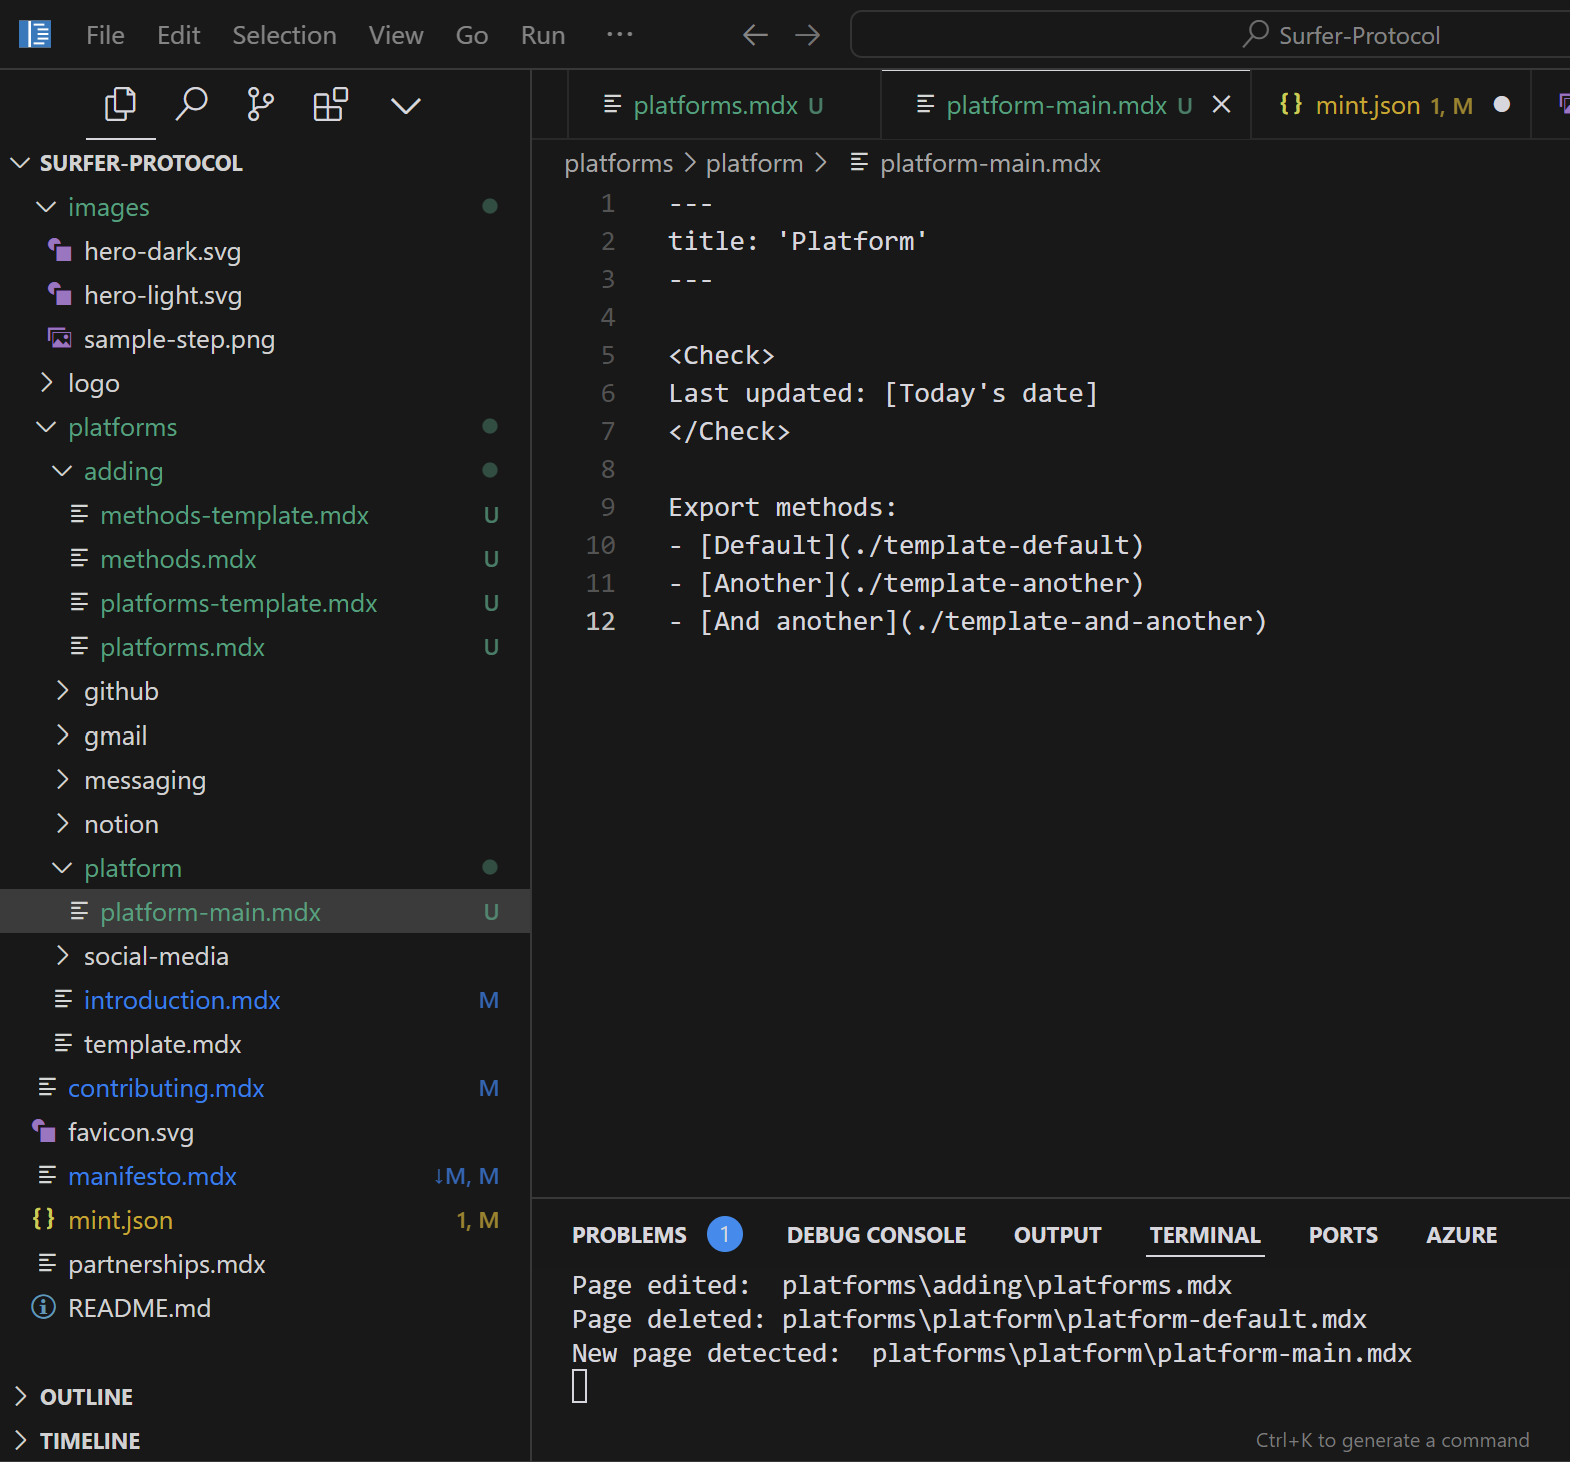 File Edit Selection View Go Run ···
Surfer-Protocol
platforms.mdx U
platform-main.mdx U
{} mint.json 1, M
SURFER-PROTOCOL
images
hero-dark.svg
hero-light.svg
sample-step.png
logo
platforms
adding
methods-template.mdx U
methods.mdx U
platforms-template.mdx U
platforms.mdx U
github
gmail
messaging
notion
platform
platform-main.mdx U
social-media
introduction.mdx M
template.mdx
contributing.mdx M
favicon.svg
manifesto.mdx ↓M, M
{} mint.json 1, M
partnerships.mdx
README.md
OUTLINE
TIMELINE
platforms > platform > platform-main.mdx
1 ---
2 title: 'Platform'
3 ---
4
5 <Check>
6 Last updated: [Today's date]
7 </Check>
8
9 Export methods:
10 - [Default](./template-default)
11 - [Another](./template-another)
12 - [And another](./template-and-another)
PROBLEMS 1 DEBUG CONSOLE OUTPUT TERMINAL PORTS AZURE
Page edited:  platforms\adding\platforms.mdx
Page deleted: platforms\platform\platform-default.mdx
New page detected:  platforms\platform\platform-main.mdx
Ctrl+K to generate a command